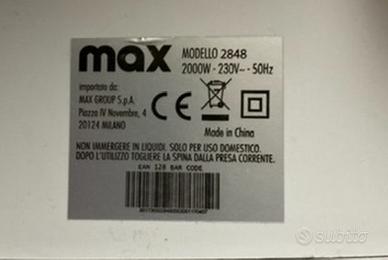 max
MODELLO 2848
2000W - 230V~ - 50Hz
importato da:
MAX GROUP S.p.A.
Piazza IV Novembre, 4
20124 MILANO
CE
Made in China
NON IMMERGERE IN LIQUIDI. SOLO PER USO DOMESTICO.
DOPO L'UTILIZZO TOGLIERE LA SPINA DALLA PRESA CORRENTE.
EAN 128 BAR CODE
subito